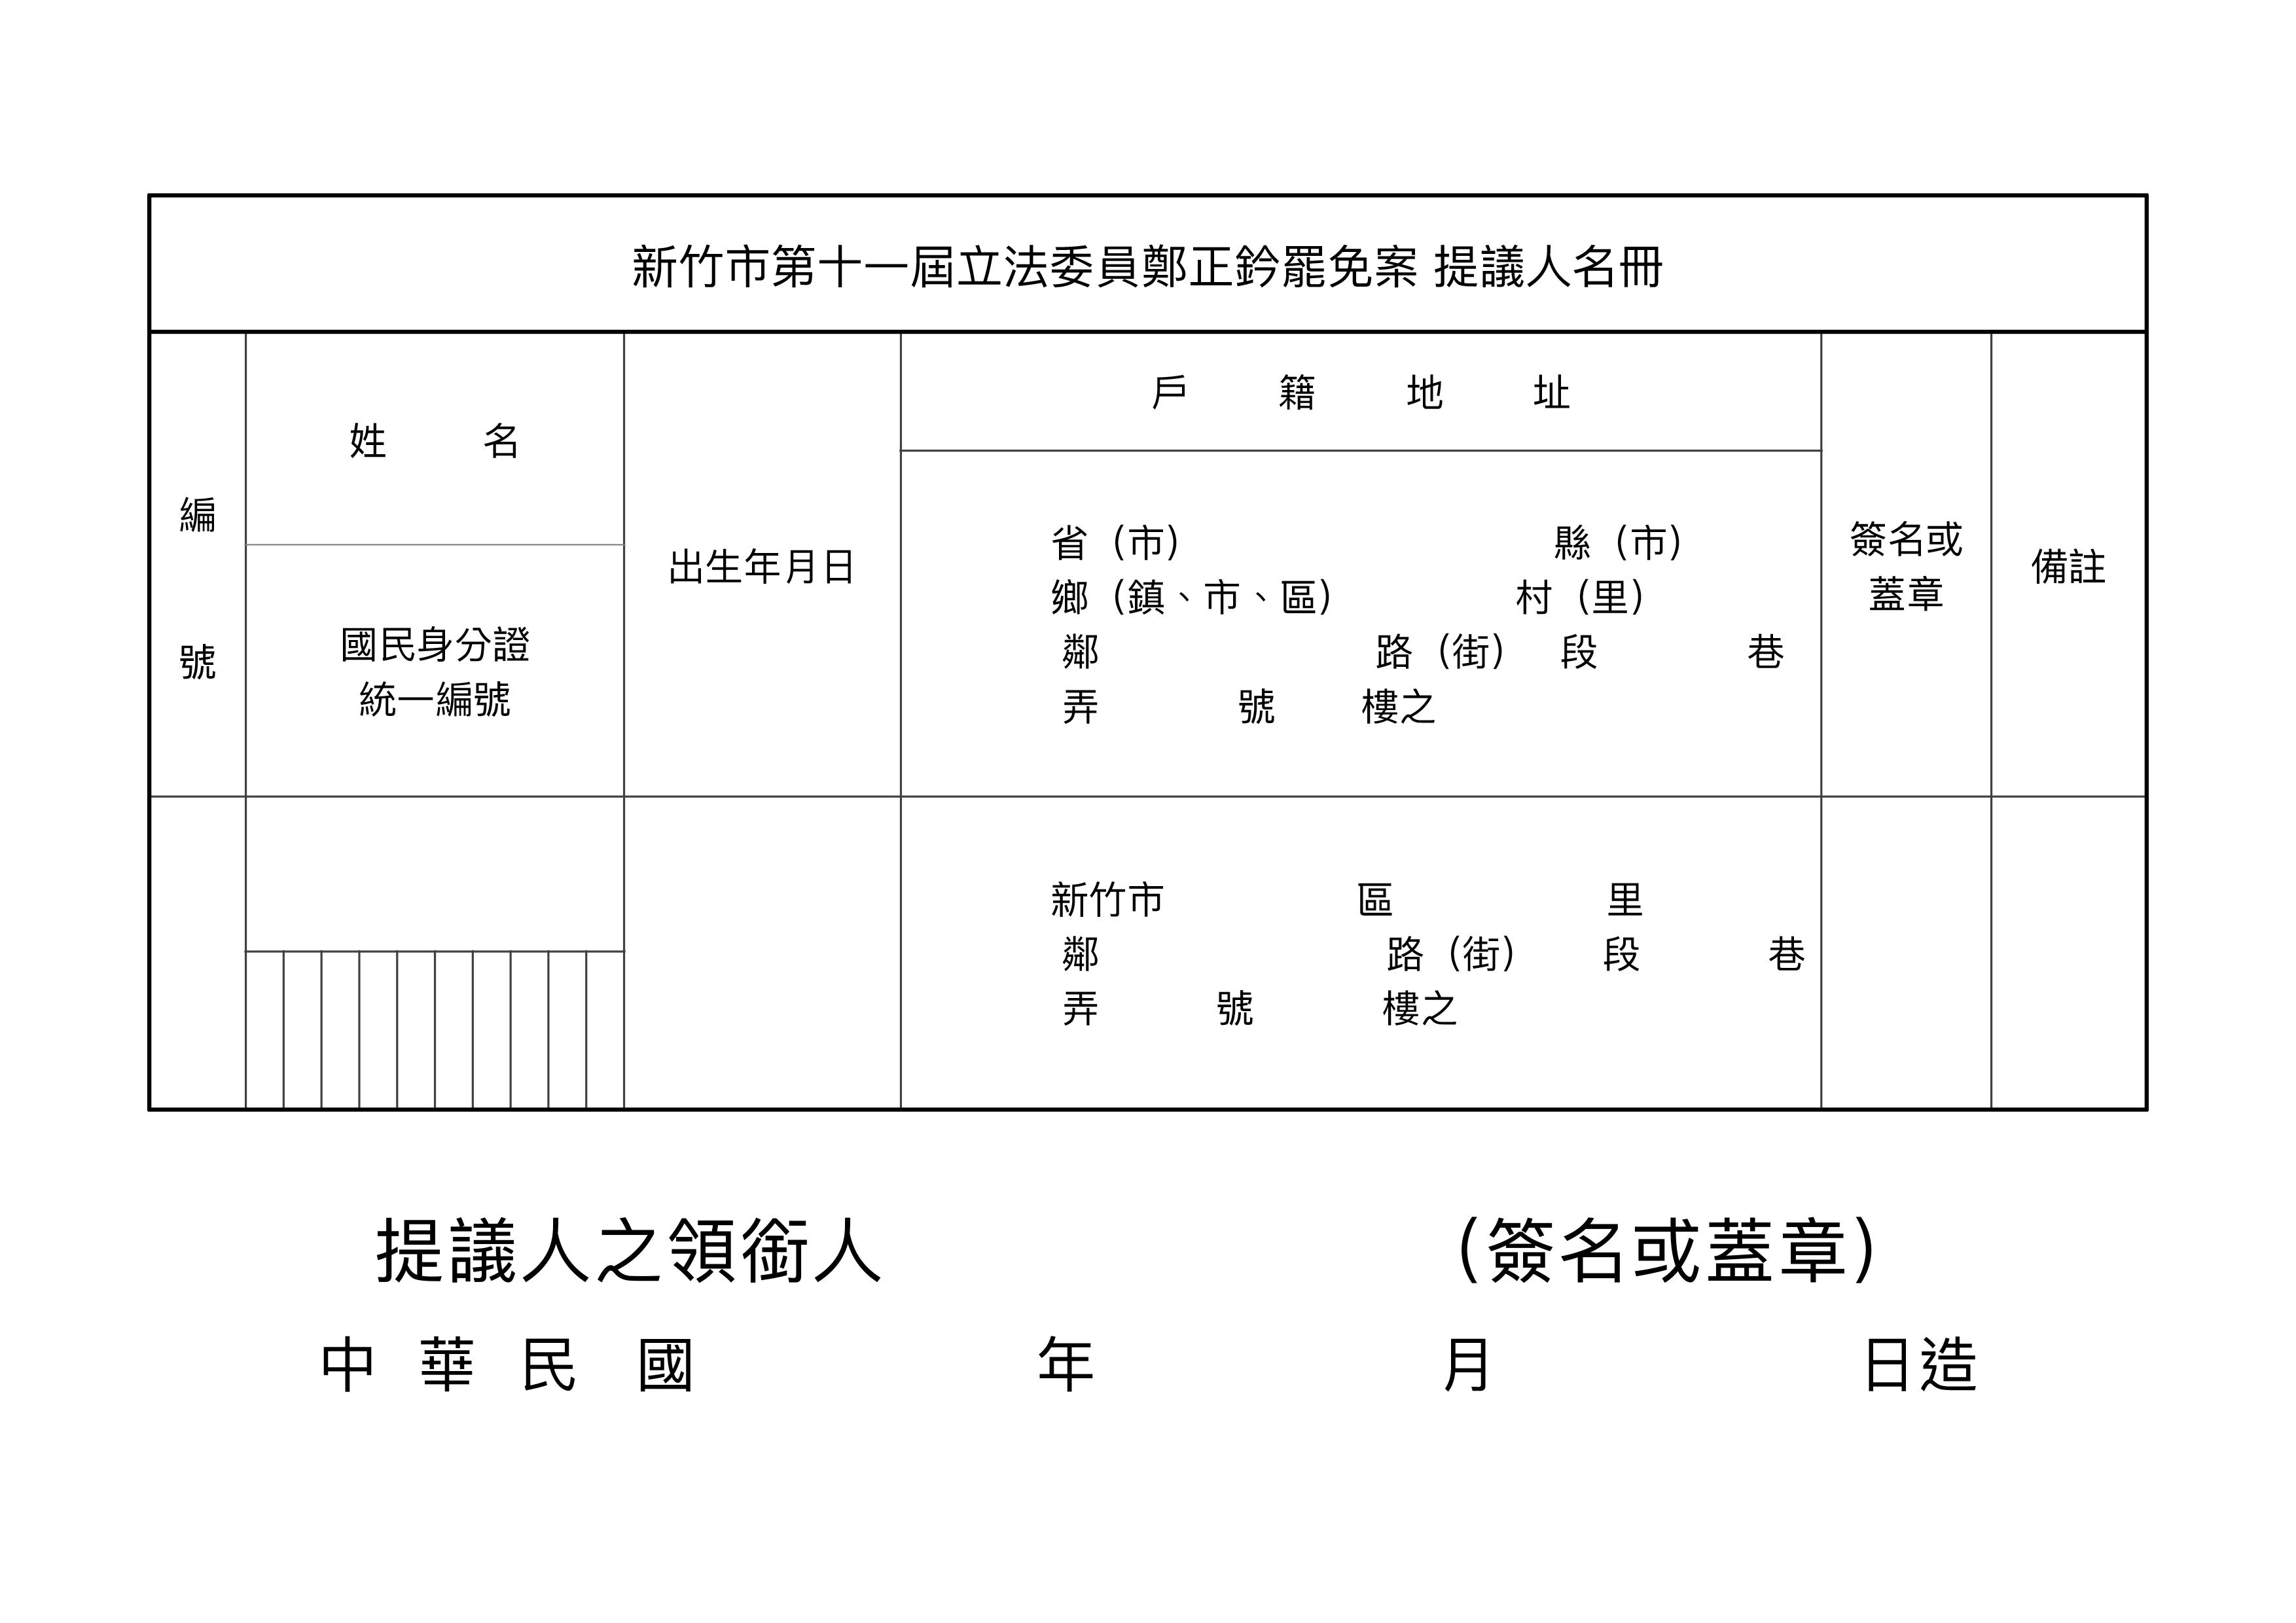 新竹市第十一屆立法委員鄭正鈐罷免案 提議人名冊
編
號
姓 名
國民身分證
統一編號
出生年月日
戶 籍 地 址
省（市） 縣（市）
鄉（鎮、市、區） 村（里）
鄰 路（街） 段 巷
弄 號 樓之
簽名或
蓋章
備註
新竹市 區 里
鄰 路（街） 段 巷
弄 號 樓之
提議人之領銜人 （簽名或蓋章）
中 華 民 國 年 月 日造